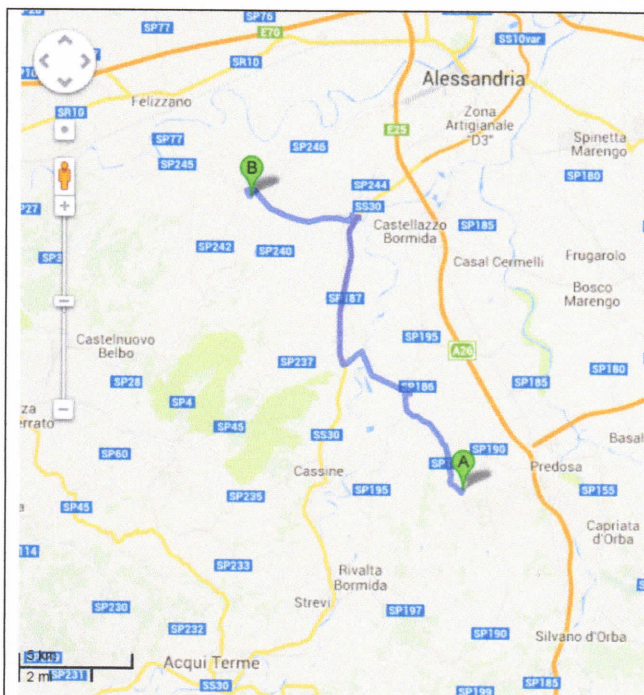 SP76
SP77
SS10var
E70
SR10
Alessandria
Felizzano
SR10
Zona
Artigianale
"D3"
E25
SP77
SP246
Spinetta
Marengo
SP245
B
SP244
SP180
SP27
SS30
SP185
Castellazzo
Bormida
SP242
SP240
Casal Cermelli
Frugarolo
SP187
Bosco
Marengo
Castelnuovo
Belbo
SP195
A26
SP237
SP180
SP28
SP186
SP185
SP4
SP45
SS30
SP60
SP190
A
Cassine
Predosa
SP235
SP195
SP155
SP45
Capriata
d'Orba
SP233
Rivalta
Bormida
Strevi
SP230
SP197
SP232
SP190
Silvano d'Orba
5 km
Acqui Terme
2 mi
SP231
SS30
SP185
SP199